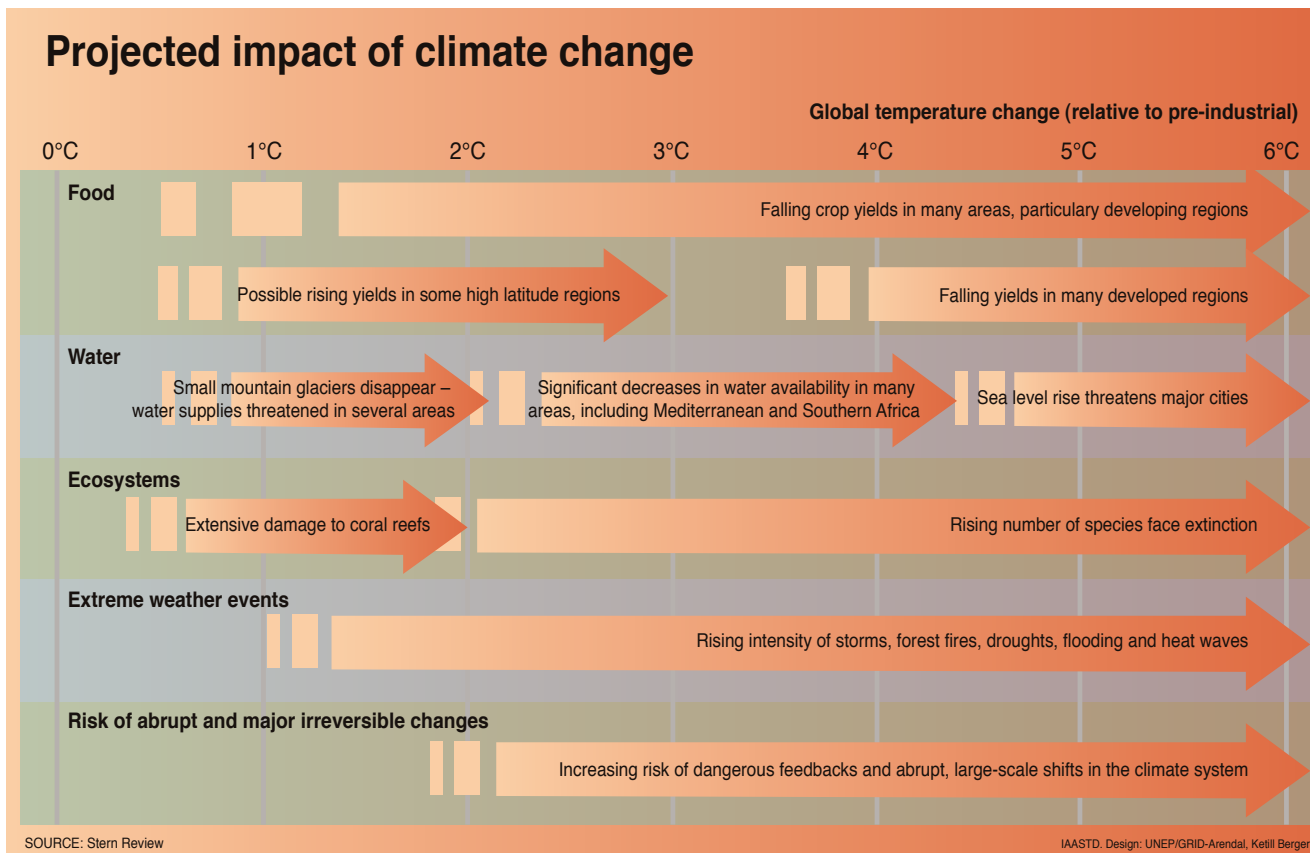 Projected impact of climate change
Global temperature change (relative to pre-industrial)
0°C 1°C 2°C 3°C 4°C 5°C 6°C
Food
Falling crop yields in many areas, particulary developing regions
Possible rising yields in some high latitude regions
Falling yields in many developed regions
Water
Small mountain glaciers disappear –
water supplies threatened in several areas
Significant decreases in water availability in many
areas, including Mediterranean and Southern Africa
Sea level rise threatens major cities
Ecosystems
Extensive damage to coral reefs
Rising number of species face extinction
Extreme weather events
Rising intensity of storms, forest fires, droughts, flooding and heat waves
Risk of abrupt and major irreversible changes
Increasing risk of dangerous feedbacks and abrupt, large-scale shifts in the climate system
SOURCE: Stern Review
IAASTD. Design: UNEP/GRID-Arendal, Ketill Berger